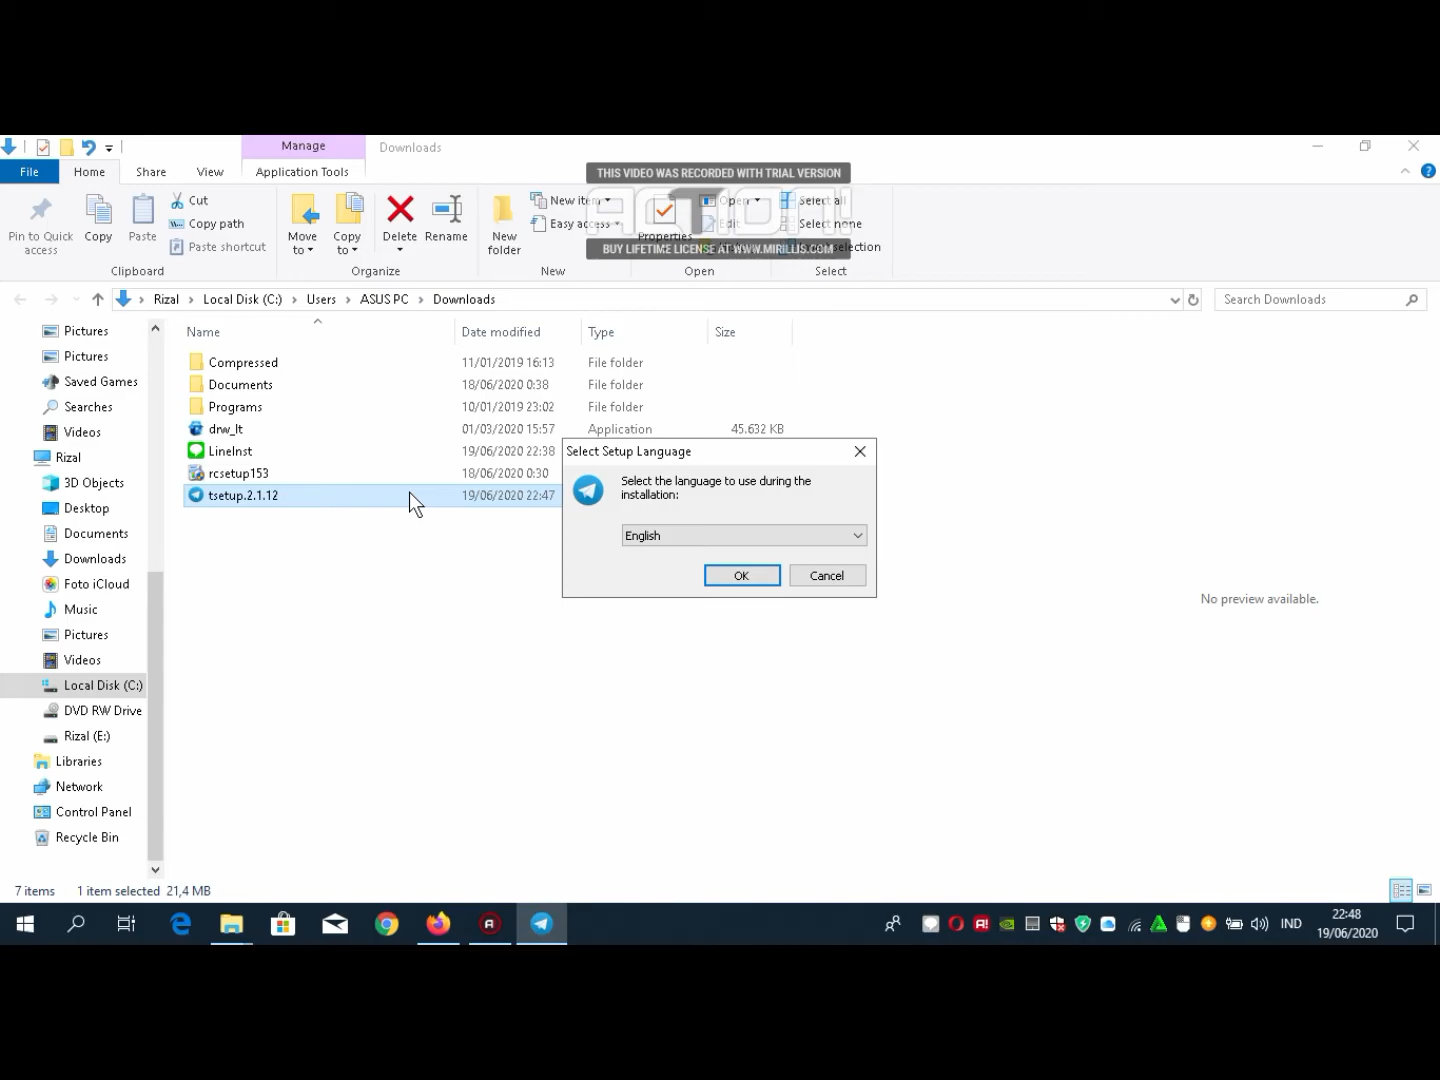 Manage
Downloads
File
Home
Share
View
Application Tools
THIS VIDEO WAS RECORDED WITH TRIAL VERSION
ACTION!
BUY LIFETIME LICENSE AT WWW.MIRILLIS.COM
Pin to Quick
access
Copy
Paste
Cut
Copy path
Paste shortcut
Clipboard
Move
to
Copy
to
Delete
Rename
Organize
New
folder
New item
Easy access
New
Properties
Open
Edit
Open
Select all
Select none
selection
Select
Rizal
Local Disk (C:)
Users
ASUS PC
Downloads
Search Downloads
Pictures
Pictures
Saved Games
Searches
Videos
Rizal
3D Objects
Desktop
Documents
Downloads
Foto iCloud
Music
Pictures
Videos
Local Disk (C:)
DVD RW Drive
Rizal (E:)
Libraries
Network
Control Panel
Recycle Bin
Name Date modified Type Size
Compressed 11/01/2019 16:13 File folder
Documents 18/06/2020 0:38 File folder
Programs 10/01/2019 23:02 File folder
drw_lt 01/03/2020 15:57 Application 45.632 KB
LineInst 19/06/2020 22:38
rcsetup153 18/06/2020 0:30
tsetup.2.1.12 19/06/2020 22:47
Select Setup Language
Select the language to use during the
installation:
English
OK
Cancel
No preview available.
7 items 1 item selected 21,4 MB
IND
22:48
19/06/2020